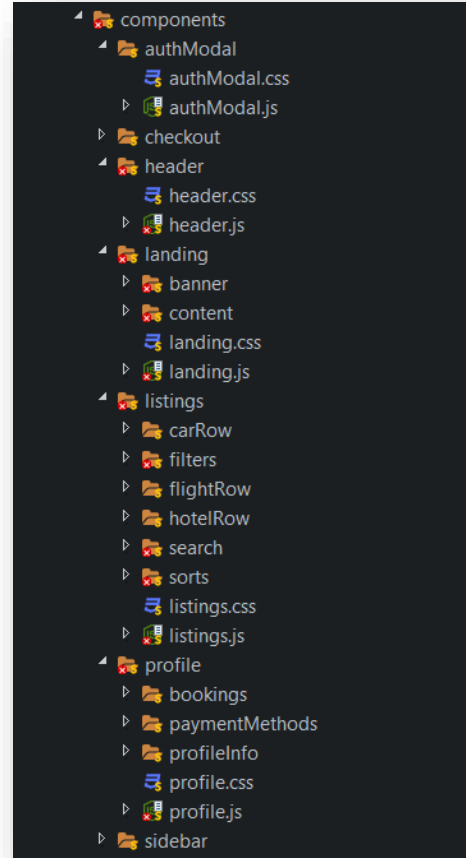 components
authModal
authModal.css
authModal.js
checkout
header
header.css
header.js
landing
banner
content
landing.css
landing.js
listings
carRow
filters
flightRow
hotelRow
search
sorts
listings.css
listings.js
profile
bookings
paymentMethods
profileInfo
profile.css
profile.js
sidebar